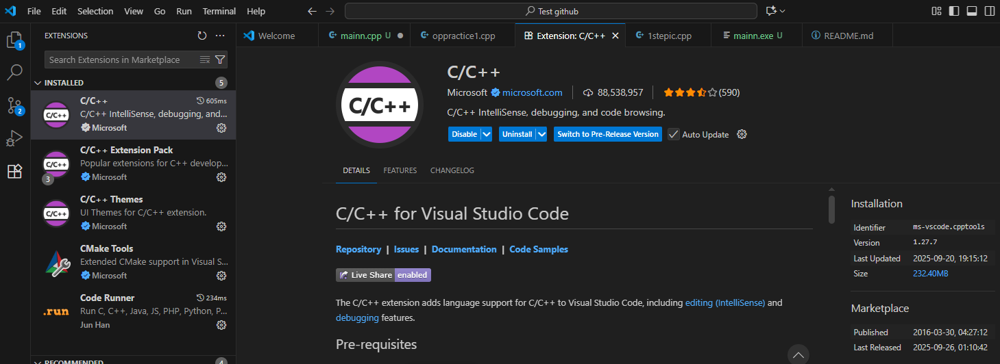 File Edit Selection View Go Run Terminal Help Test github
EXTENSIONS
Welcome mainn.cpp U oppractice1.cpp Extension: C/C++ 1stepic.cpp mainn.exe U README.md
1
2
Search Extensions in Marketplace
INSTALLED 5
C/C++ 605ms
C/C++ IntelliSense, debugging, and...
Microsoft
C/C++
C/C++ Extension Pack
Popular extensions for C++ develop...
Microsoft
C/C++
3
C/C++ Themes
UI Themes for C/C++ extension.
Microsoft
C/C++
CMake Tools
Extended CMake support in Visual S...
Microsoft
Code Runner 234ms
Run C, C++, Java, JS, PHP, Python, P...
Jun Han
.run
RECOMMENDED 4
C/C++
C/C++
Microsoft microsoft.com 88,538,957 (590)
C/C++ IntelliSense, debugging, and code browsing.
Disable Uninstall Switch to Pre-Release Version Auto Update
DETAILS FEATURES CHANGELOG
C/C++ for Visual Studio Code
Repository | Issues | Documentation | Code Samples
Live Share enabled
The C/C++ extension adds language support for C/C++ to Visual Studio Code, including editing (IntelliSense) and
debugging features.
Pre-requisites
Installation
Identifier ms-vscode.cpptools
Version 1.27.7
Last Updated 2025-09-20, 19:15:12
Size 232.40MB
Marketplace
Published 2016-03-30, 04:27:12
Last Released 2025-09-26, 01:10:42